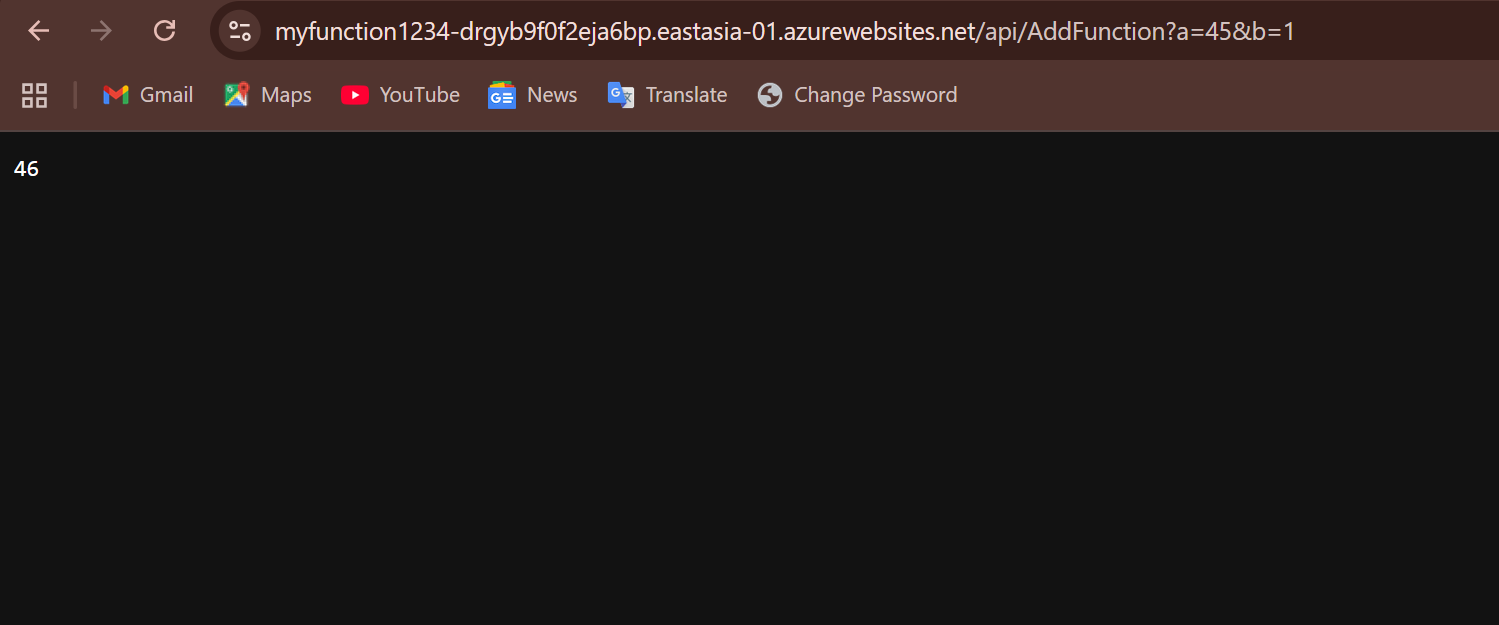 myfunction1234-drgyb9f0f2eja6bp.eastasia-01.azurewebsites.net/api/AddFunction?a=45&b=1
Gmail Maps YouTube News Translate Change Password
46